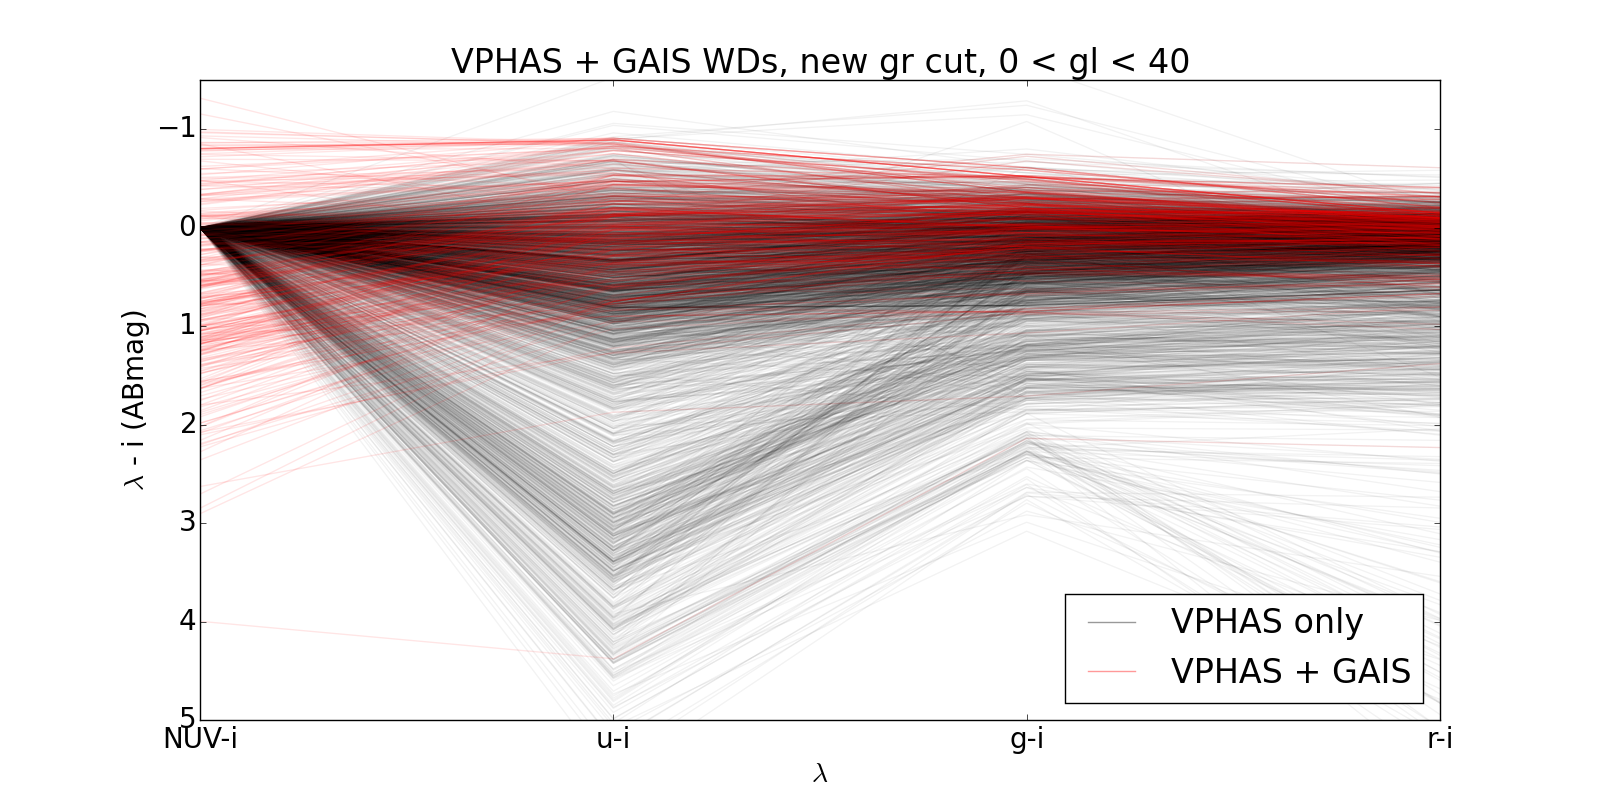 VPHAS + GAIS WDs, new gr cut, 0 < gl < 40
−1
0
1
2
3
4
5
λ - i (ABmag)
NUV-i
u-i
g-i
r-i
λ
VPHAS only
VPHAS + GAIS